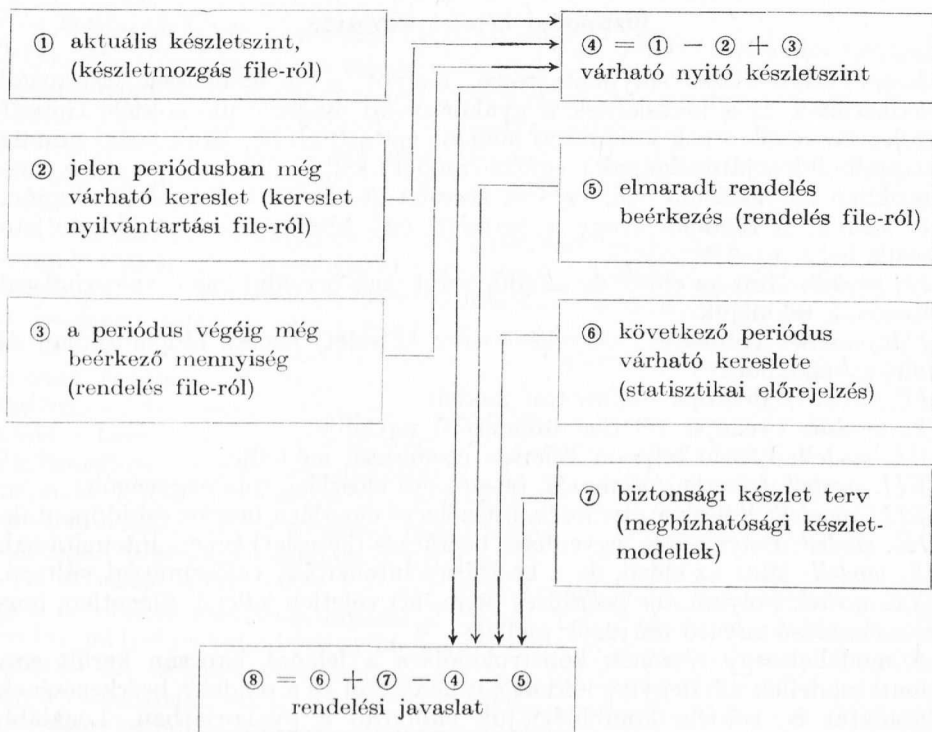 ① aktuális készletszint,
(készletmozgás file-ról)
④ = ① − ② + ③
várható nyitó készletszint
② jelen periódusban még
várható kereslet (kereslet
nyilvántartási file-ról)
⑤ elmaradt rendelés
beérkezés (rendelés file-ról)
③ a periódus végéig még
beérkező mennyiség
(rendelés file-ról)
⑥ következő periódus
várható kereslete
(statisztikai előrejelzés)
⑦ biztonsági készlet terv
(megbízhatósági készlet-
modellek)
⑧ = ⑥ + ⑦ − ④ − ⑤
rendelési javaslat